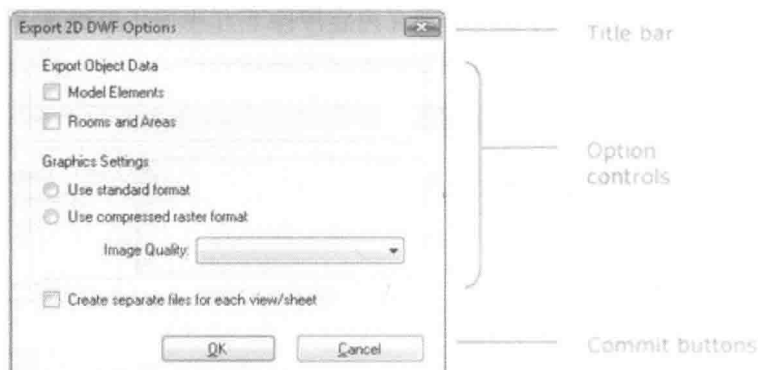 Export 2D DWF Options
Title bar
Export Object Data
Model Elements
Rooms and Areas
Option
controls
Graphics Settings
Use standard format
Use compressed raster format
Image Quality:
Create separate files for each view/sheet
OK
Cancel
Commit buttons